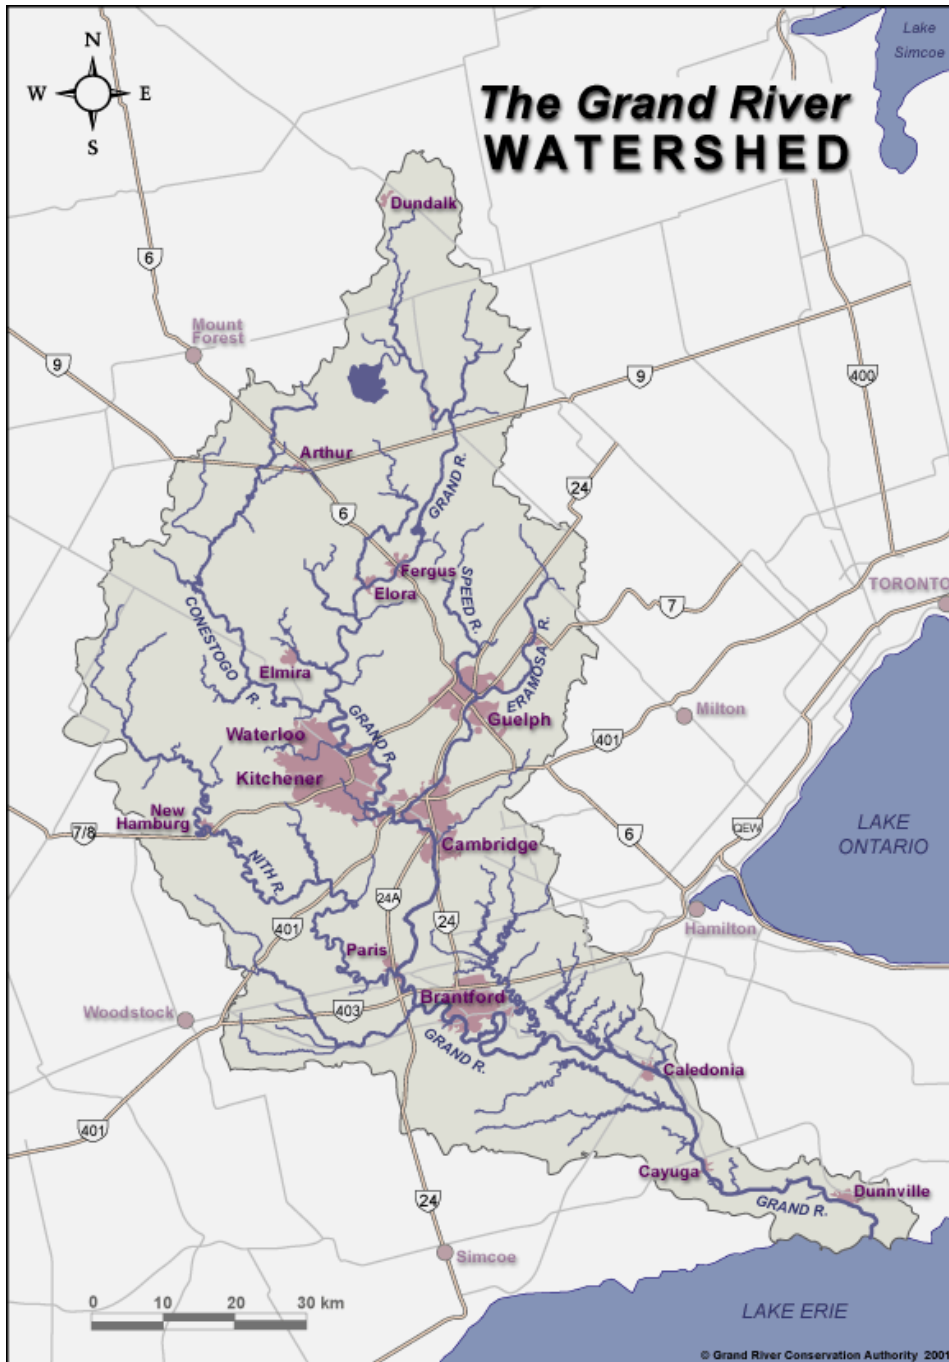 Lake
Simcoe
N
W E
S
The Grand River
WATERSHED
Dundalk
6
Mount
Forest
9
9
400
Arthur
GRAND R.
24
6
Fergus
SPEED R.
Elora
TORONTO
7
CONESTOGO
R.
ERAMOSA R.
Elmira
GRAND R.
Guelph
Milton
Waterloo
401
Kitchener
New
Hamburg
7/8
6
QEW
LAKE
ONTARIO
Cambridge
NITH R.
24A
24
401
Hamilton
Paris
Brantford
Woodstock
403
GRAND R.
Caledonia
401
Cayuga
Dunnville
24
GRAND R.
Simcoe
0 10 20 30 km
LAKE ERIE
© Grand River Conservation Authority 2001